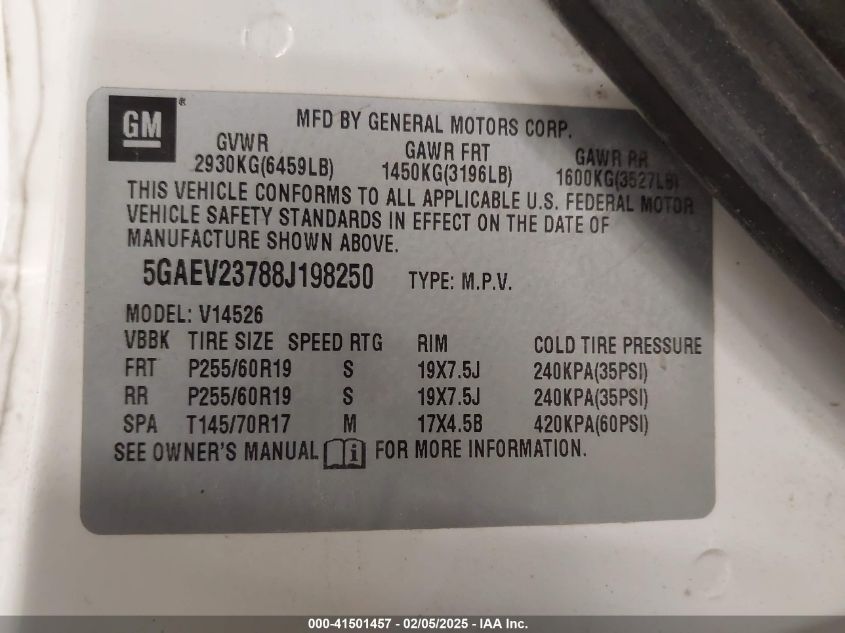 GM ®
MFD BY GENERAL MOTORS CORP.
GVWR GAWR FRT GAWR RR
2930KG(6459LB) 1450KG(3196LB) 1600KG(3527LB)
THIS VEHICLE CONFORMS TO ALL APPLICABLE U.S. FEDERAL MOTOR
VEHICLE SAFETY STANDARDS IN EFFECT ON THE DATE OF
MANUFACTURE SHOWN ABOVE.
5GAEV23788J198250 TYPE: M.P.V.
MODEL: V14526
VBBK TIRE SIZE SPEED RTG RIM COLD TIRE PRESSURE
FRT P255/60R19 S 19X7.5J 240KPA(35PSI)
RR P255/60R19 S 19X7.5J 240KPA(35PSI)
SPA T145/70R17 M 17X4.5B 420KPA(60PSI)
SEE OWNER'S MANUAL i FOR MORE INFORMATION.
000-41501457 - 02/05/2025 - IAA Inc.